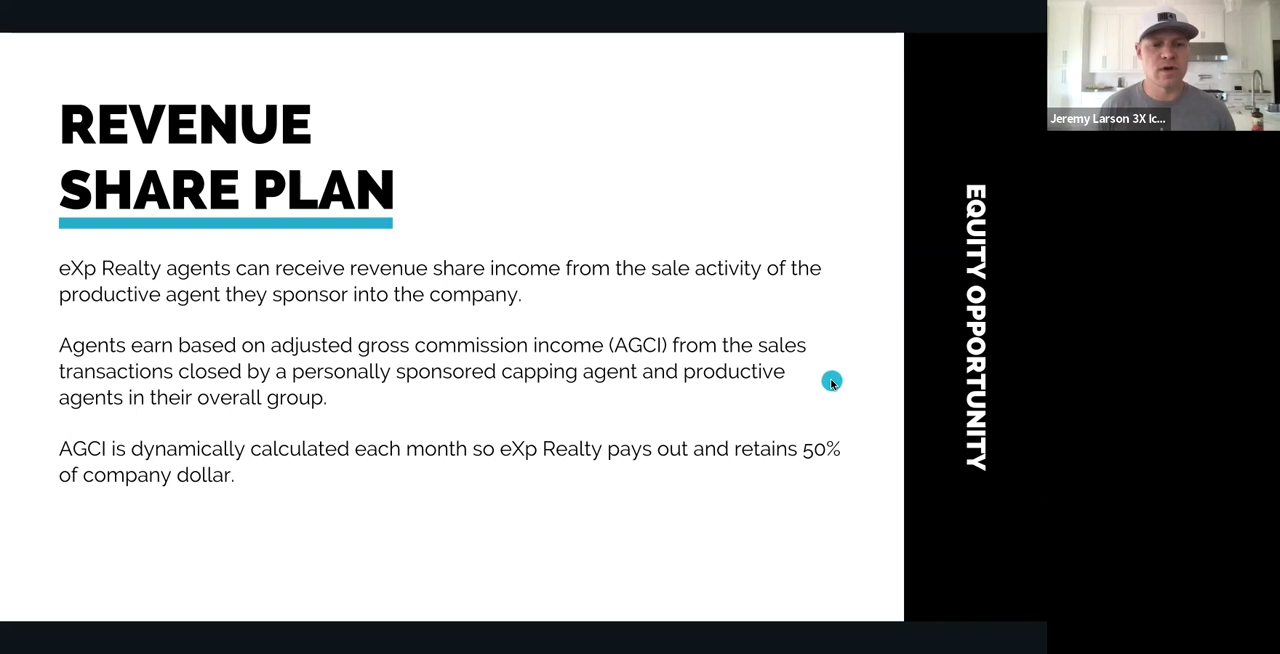 REVENUE
SHARE PLAN
eXp Realty agents can receive revenue share income from the sale activity of the
productive agent they sponsor into the company.
Agents earn based on adjusted gross commission income (AGCI) from the sales
transactions closed by a personally sponsored capping agent and productive
agents in their overall group.
AGCI is dynamically calculated each month so eXp Realty pays out and retains 50%
of company dollar.
EQUITY OPPORTUNITY
Jeremy Larson 3X Ic...